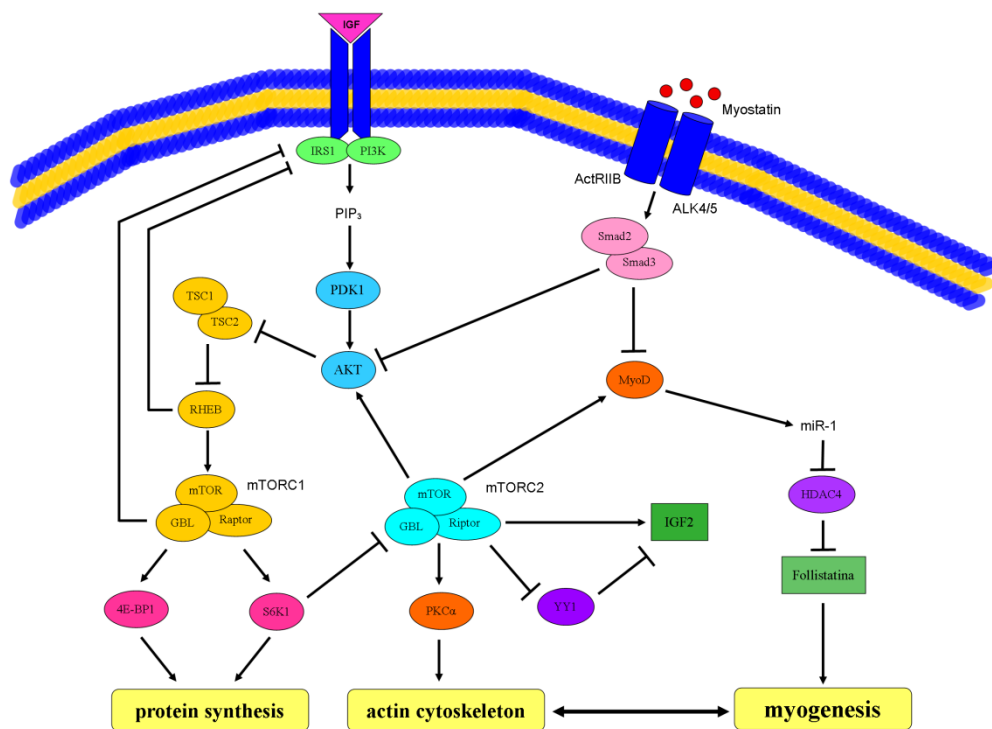 IGF
Myostatin
IRS1
PI3K
ActRIIB
ALK4/5
PIP₃
Smad2
Smad3
TSC1
TSC2
PDK1
AKT
MyoD
RHEB
miR-1
mTOR
mTORC1
GBL
Raptor
mTOR
mTORC2
GBL
Riptor
IGF2
HDAC4
Follistatina
4E-BP1
S6K1
PKCα
YY1
protein synthesis
actin cytoskeleton
myogenesis